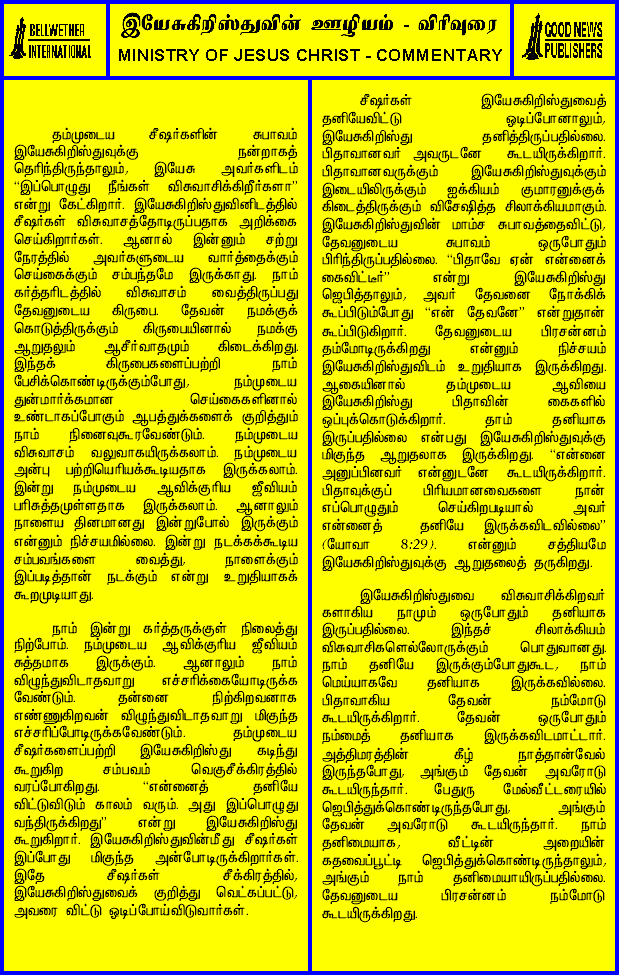 BELLWETHER
INTERNATIONAL
இயேசுகிறிஸ்துவின் ஊழியம் - விரிவுரை
MINISTRY OF JESUS CHRIST - COMMENTARY
GOOD NEWS
PUBLISHERS
தம்முடைய சீஷர்களின் சுபாவம்
இயேசுகிறிஸ்துவுக்கு நன்றாகத்
தெரிந்திருந்தாலும், இயேசு அவர்களிடம்
“இப்பொழுது நீங்கள் விசுவாசிக்கிறீர்களா”
என்று கேட்கிறார். இயேசுகிறிஸ்துவினிடத்தில்
சீஷர்கள் விசுவாசத்தோடிருப்பதாக அறிக்கை
செய்கிறார்கள். ஆனால் இன்னும் சற்று
நேரத்தில் அவர்களுடைய வார்த்தைக்கும்
செய்கைக்கும் சம்பந்தமே இருக்காது. நாம்
கர்த்தரிடத்தில் விசுவாசம் வைத்திருப்பது
தேவனுடைய கிருபை. தேவன் நமக்குக்
கொடுத்திருக்கும் கிருபையினால் நமக்கு
ஆறுதலும் ஆசீர்வாதமும் கிடைக்கிறது.
இந்தக் கிருபைகளைப்பற்றி நாம்
பேசிக்கொண்டிருக்கும்போது, நம்முடைய
துன்மார்க்கமான செய்கைகளினால்
உண்டாகப்போகும் ஆபத்துக்களைக் குறித்தும்
நாம் நினைவுகூரவேண்டும். நம்முடைய
விசுவாசம் வலுவாகயிருக்கலாம். நம்முடைய
அன்பு பற்றியெரியக்கூடியதாக இருக்கலாம்.
இன்று நம்முடைய ஆவிக்குரிய ஜீவியம்
பரிசுத்தமுள்ளதாக இருக்கலாம். ஆனாலும்
நாளைய தினமானது இன்றுபோல் இருக்கும்
என்னும் நிச்சயமில்லை. இன்று நடக்கக்கூடிய
சம்பவங்களை வைத்து, நாளைக்கும்
இப்படித்தான் நடக்கும் என்று உறுதியாகக்
கூறமுடியாது.
நாம் இன்று கர்த்தருக்குள் நிலைத்து
நிற்போம். நம்முடைய ஆவிக்குரிய ஜீவியம்
சுத்தமாக இருக்கும். ஆனாலும் நாம்
விழுந்துவிடாதவாறு எச்சரிக்கையோடிருக்க
வேண்டும். தன்னை நிற்கிறவனாக
எண்ணுகிறவன் விழுந்துவிடாதவாறு மிகுந்த
எச்சரிப்போடிருக்கவேண்டும். தம்முடைய
சீஷர்களைப்பற்றி இயேசுகிறிஸ்து கடிந்து
கூறுகிற சம்பவம் வெகுசீக்கிரத்தில்
வரப்போகிறது. “என்னைத் தனியே
விட்டுவிடும் காலம் வரும். அது இப்பொழுது
வந்திருக்கிறது” என்று இயேசுகிறிஸ்து
கூறுகிறார். இயேசுகிறிஸ்துவின்மீது சீஷர்கள்
இப்போது மிகுந்த அன்போடிருக்கிறார்கள்.
இதே சீஷர்கள் சீக்கிரத்தில்,
இயேசுகிறிஸ்துவைக் குறித்து வெட்கப்பட்டு,
அவரை விட்டு ஓடிப்போய்விடுவார்கள்.
சீஷர்கள் இயேசுகிறிஸ்துவைத்
தனியேவிட்டு ஓடிப்போனாலும்,
இயேசுகிறிஸ்து தனித்திருப்பதில்லை.
பிதாவானவர் அவருடனே கூடயிருக்கிறார்.
பிதாவானவருக்கும் இயேசுகிறிஸ்துவுக்கும்
இடையிலிருக்கும் ஐக்கியம் குமாரனுக்குக்
கிடைத்திருக்கும் விசேஷித்த சிலாக்கியமாகும்.
இயேசுகிறிஸ்துவின் மாம்ச சுபாவத்தைவிட்டு,
தேவனுடைய சுபாவம் ஒருபோதும்
பிரிந்திருப்பதில்லை. “பிதாவே ஏன் என்னைக்
கைவிட்டீர்” என்று இயேசுகிறிஸ்து
ஜெபித்தாலும், அவர் தேவனை நோக்கிக்
கூப்பிடும்போது “என் தேவனே” என்றுதான்
கூப்பிடுகிறார். தேவனுடைய பிரசன்னம்
தம்மோடிருக்கிறது என்னும் நிச்சயம்
இயேசுகிறிஸ்துவிடம் உறுதியாக இருக்கிறது.
ஆகையினால் தம்முடைய ஆவியை
இயேசுகிறிஸ்து பிதாவின் கைகளில்
ஒப்புக்கொடுக்கிறார். தாம் தனியாக
இருப்பதில்லை என்பது இயேசுகிறிஸ்துவுக்கு
மிகுந்த ஆறுதலாக இருக்கிறது. “என்னை
அனுப்பினவர் என்னுடனே கூடயிருக்கிறார்.
பிதாவுக்குப் பிரியமானவைகளை நான்
எப்பொழுதும் செய்கிறபடியால் அவர்
என்னைத் தனியே இருக்கவிடவில்லை”
(யோவா 8:29). என்னும் சத்தியமே
இயேசுகிறிஸ்துவுக்கு ஆறுதலைத் தருகிறது.
இயேசுகிறிஸ்துவை விசுவாசிக்கிறவர்
களாகிய நாமும் ஒருபோதும் தனியாக
இருப்பதில்லை. இந்தச் சிலாக்கியம்
விசுவாசிகளெல்லோருக்கும் பொதுவானது.
நாம் தனியே இருக்கும்போதுகூட, நாம்
மெய்யாகவே தனியாக இருக்கவில்லை.
பிதாவாகிய தேவன் நம்மோடு
கூடயிருக்கிறார். தேவன் ஒருபோதும்
நம்மைத் தனியாக இருக்கவிடமாட்டார்.
அத்திமரத்தின் கீழ் நாத்தான்வேல்
இருந்தபோது, அங்கும் தேவன் அவரோடு
கூடயிருந்தார். பேதுரு மேல்வீட்டரையில்
ஜெபித்துக்கொண்டிருந்தபோது, அங்கும்
தேவன் அவரோடு கூடயிருந்தார். நாம்
தனிமையாக, வீட்டின் அறையின்
கதவைப்பூட்டி ஜெபித்துக்கொண்டிருந்தாலும்,
அங்கும் நாம் தனிமையாயிருப்பதில்லை.
தேவனுடைய பிரசன்னம் நம்மோடு
கூடயிருக்கிறது.